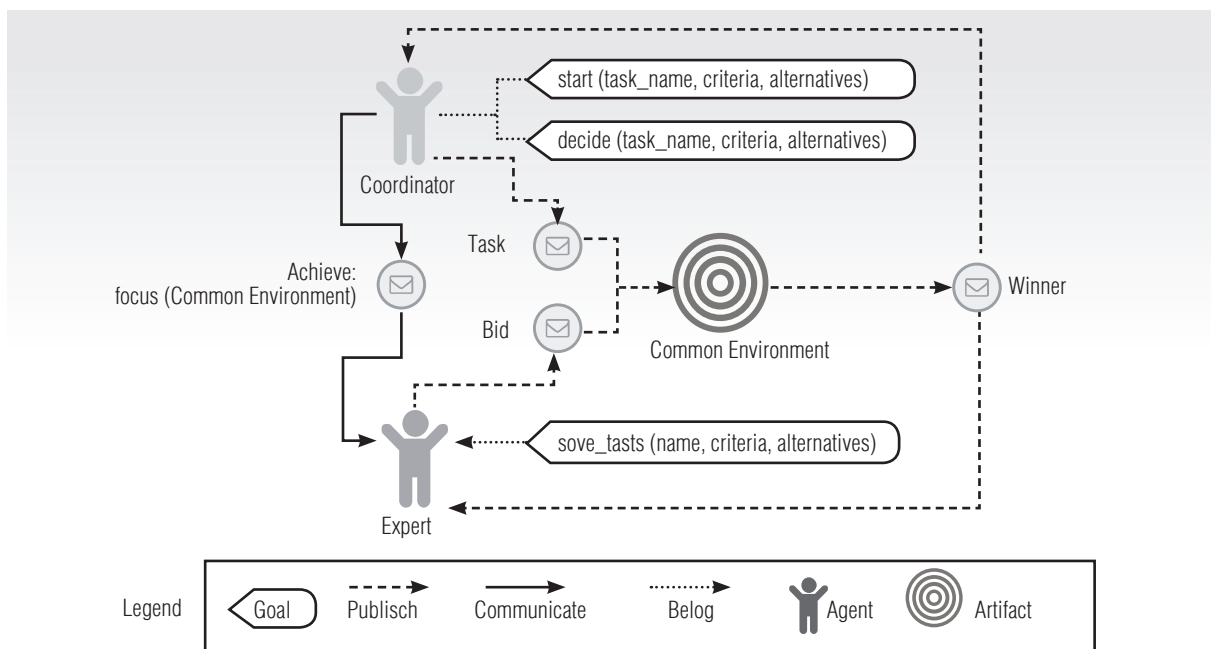 start (task_name, criteria, alternatives)
decide (task_name, criteria, alternatives)
Coordinator
Task
Achieve:
focus (Common Environment)
Winner
Bid
Common Environment
sove_tasts (name, criteria, alternatives)
Expert
Legend
Goal
Publisch
Communicate
Belog
Agent
Artifact